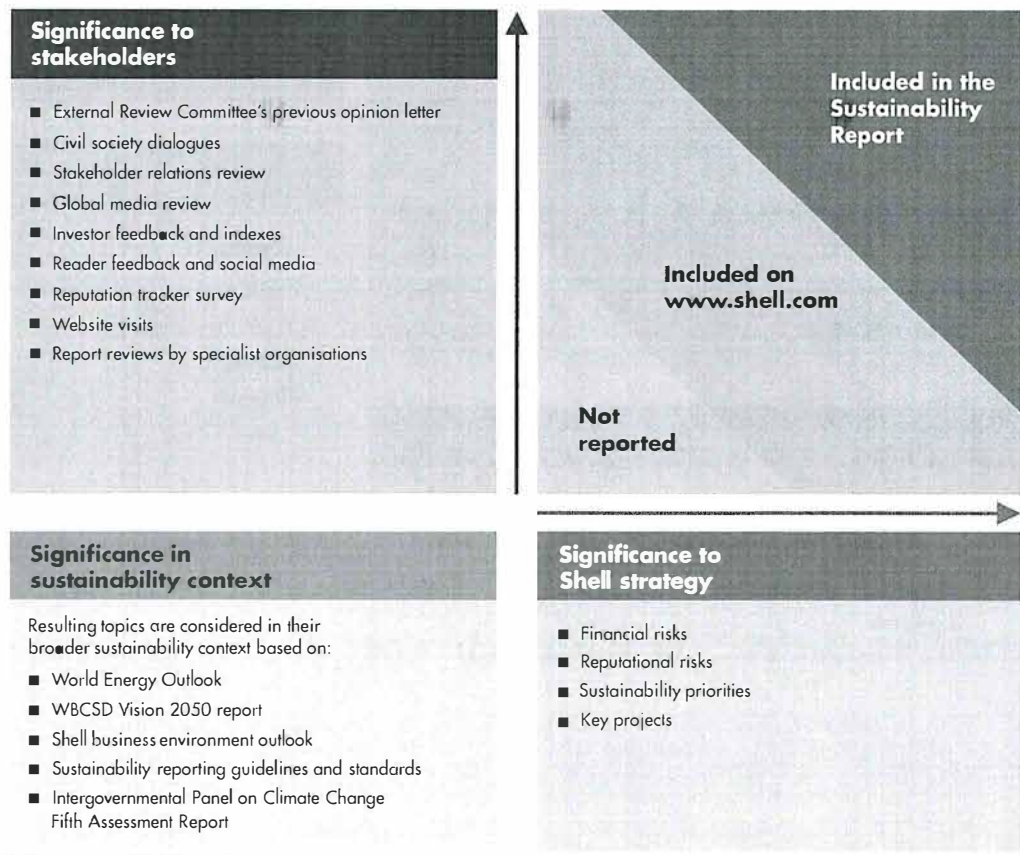 Significance to
stakeholders
■ External Review Committee's previous opinion letter
■ Civil society dialogues
■ Stakeholder relations review
■ Global media review
■ Investor feedback and indexes
■ Reader feedback and social media
■ Reputation tracker survey
■ Website visits
■ Report reviews by specialist organisations
Included in the
Sustainability
Report
Included on
www.shell.com
Not
reported
Significance in
sustainability context
Resulting topics are considered in their
broader sustainability context based on:
■ World Energy Outlook
■ WBCSD Vision 2050 report
■ Shell business environment outlook
■ Sustainability reporting guidelines and standards
■ Intergovernmental Panel on Climate Change
Fifth Assessment Report
Significance to
Shell strategy
■ Financial risks
■ Reputational risks
■ Sustainability priorities
■ Key projects